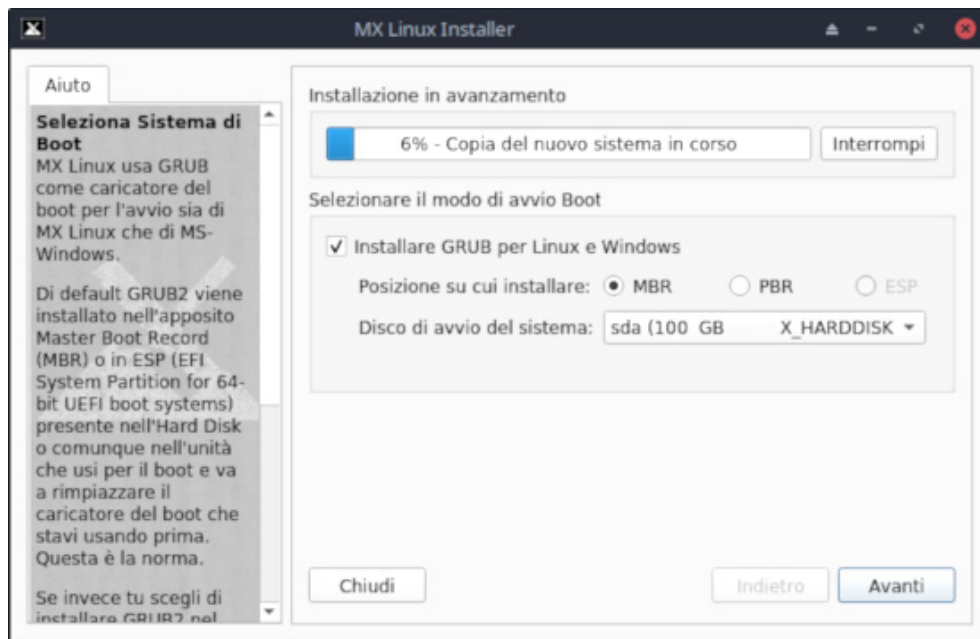 MX Linux Installer
Aiuto
Seleziona Sistema di
Boot
MX Linux usa GRUB
come caricatore del
boot per l'avvio sia di
MX Linux che di MS-
Windows.
Di default GRUB2 viene
installato nell'apposito
Master Boot Record
(MBR) o in ESP (EFI
System Partition for 64-
bit UEFI boot systems)
presente nell'Hard Disk
o comunque nell'unità
che usi per il boot e va
a rimpiazzare il
caricatore del boot che
stavi usando prima.
Questa è la norma.
Se invece tu scegli di
installare GRUB2 nel
Installazione in avanzamento
6% - Copia del nuovo sistema in corso
Interrompi
Selezionare il modo di avvio Boot
Installare GRUB per Linux e Windows
Posizione su cui installare: MBR PBR ESP
Disco di avvio del sistema: sda (100 GB X_HARDDISK
Chiudi Indietro Avanti